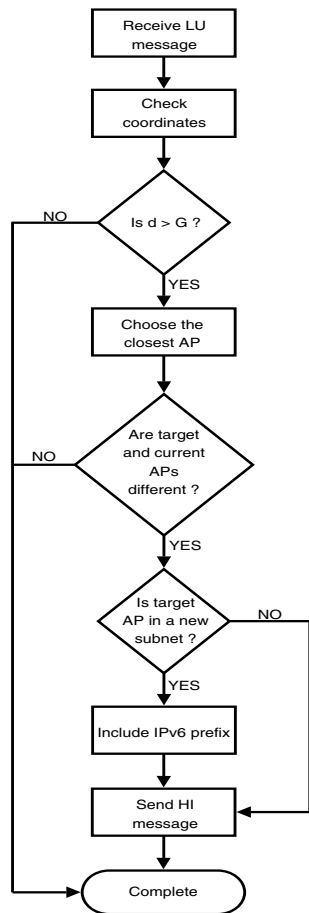 Receive LU
message
Check
coordinates
NO
Is d > G ?
YES
Choose the
closest AP
Are target
and current
APs
different ?
NO
YES
Is target
AP in a new
subnet ?
NO
YES
Include IPv6 prefix
Send HI
message
Complete